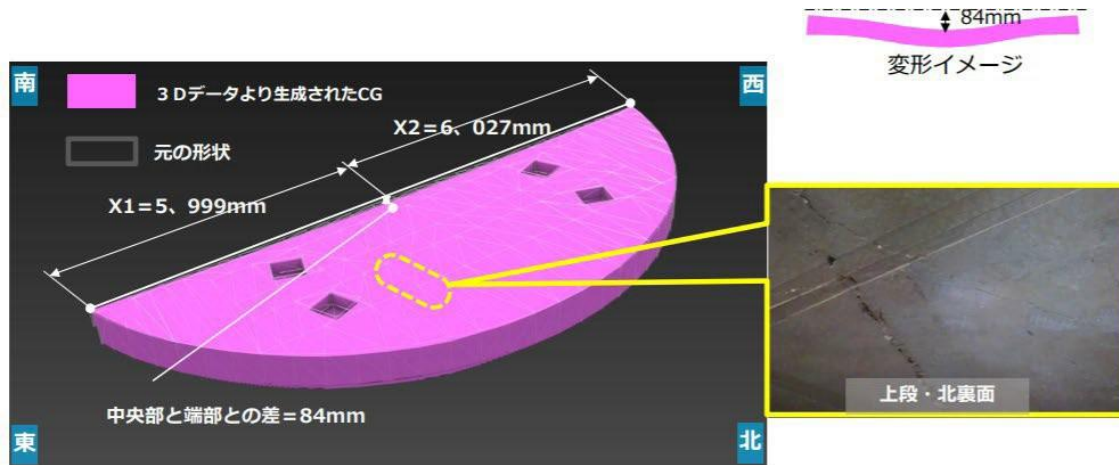 84mm
変形イメージ
南
西
３Ｄデータより生成されたCG
元の形状
X2＝6、027mm
X1＝5、999mm
中央部と端部との差＝84mm
上段・北裏面
東
北